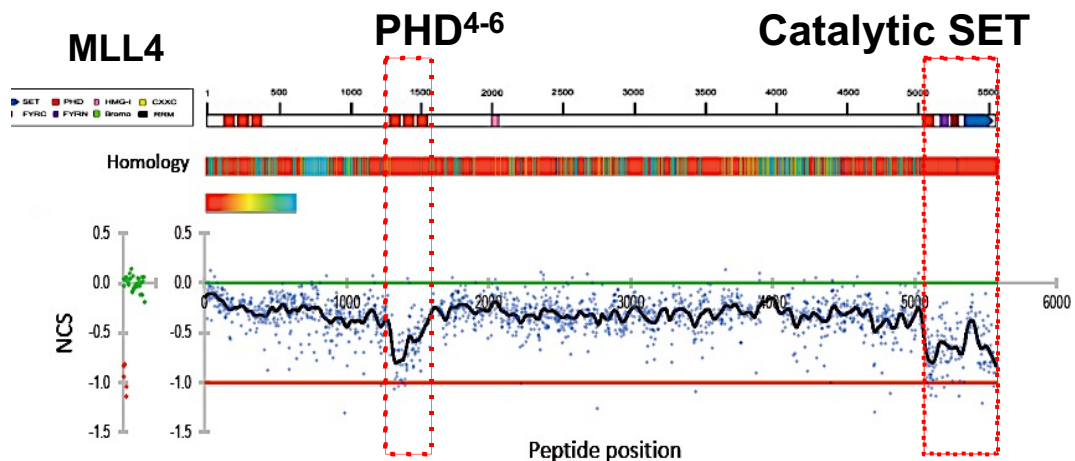 MLL4
PHD4-6
Catalytic SET
SET PHD HMG-I CXXC
FYRC FYRN Bromo RRM
1 500 1000 1500 2000 2500 3000 3500 4000 4500 5000 5500
Homology
0.5 0.5
0.0 0.0
0 1000 2000 3000 4000 5000 6000
-0.5 -0.5
NCS
-1.0 -1.0
-1.5 -1.5
Peptide position